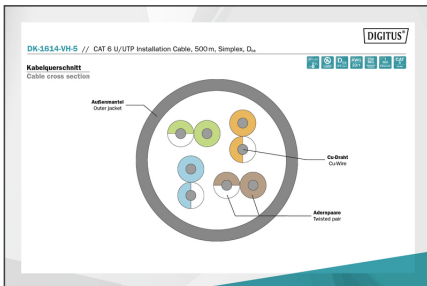 DIGITUS®
DK-1614-VH-5 // CAT 6 U/UTP Installation Cable, 500 m, Simplex, Dca
Kabelquerschnitt
Cable cross section
Außenmantel
Outer jacket
Cu-Draht
Cu-Wire
Adernpaare
Twisted pair